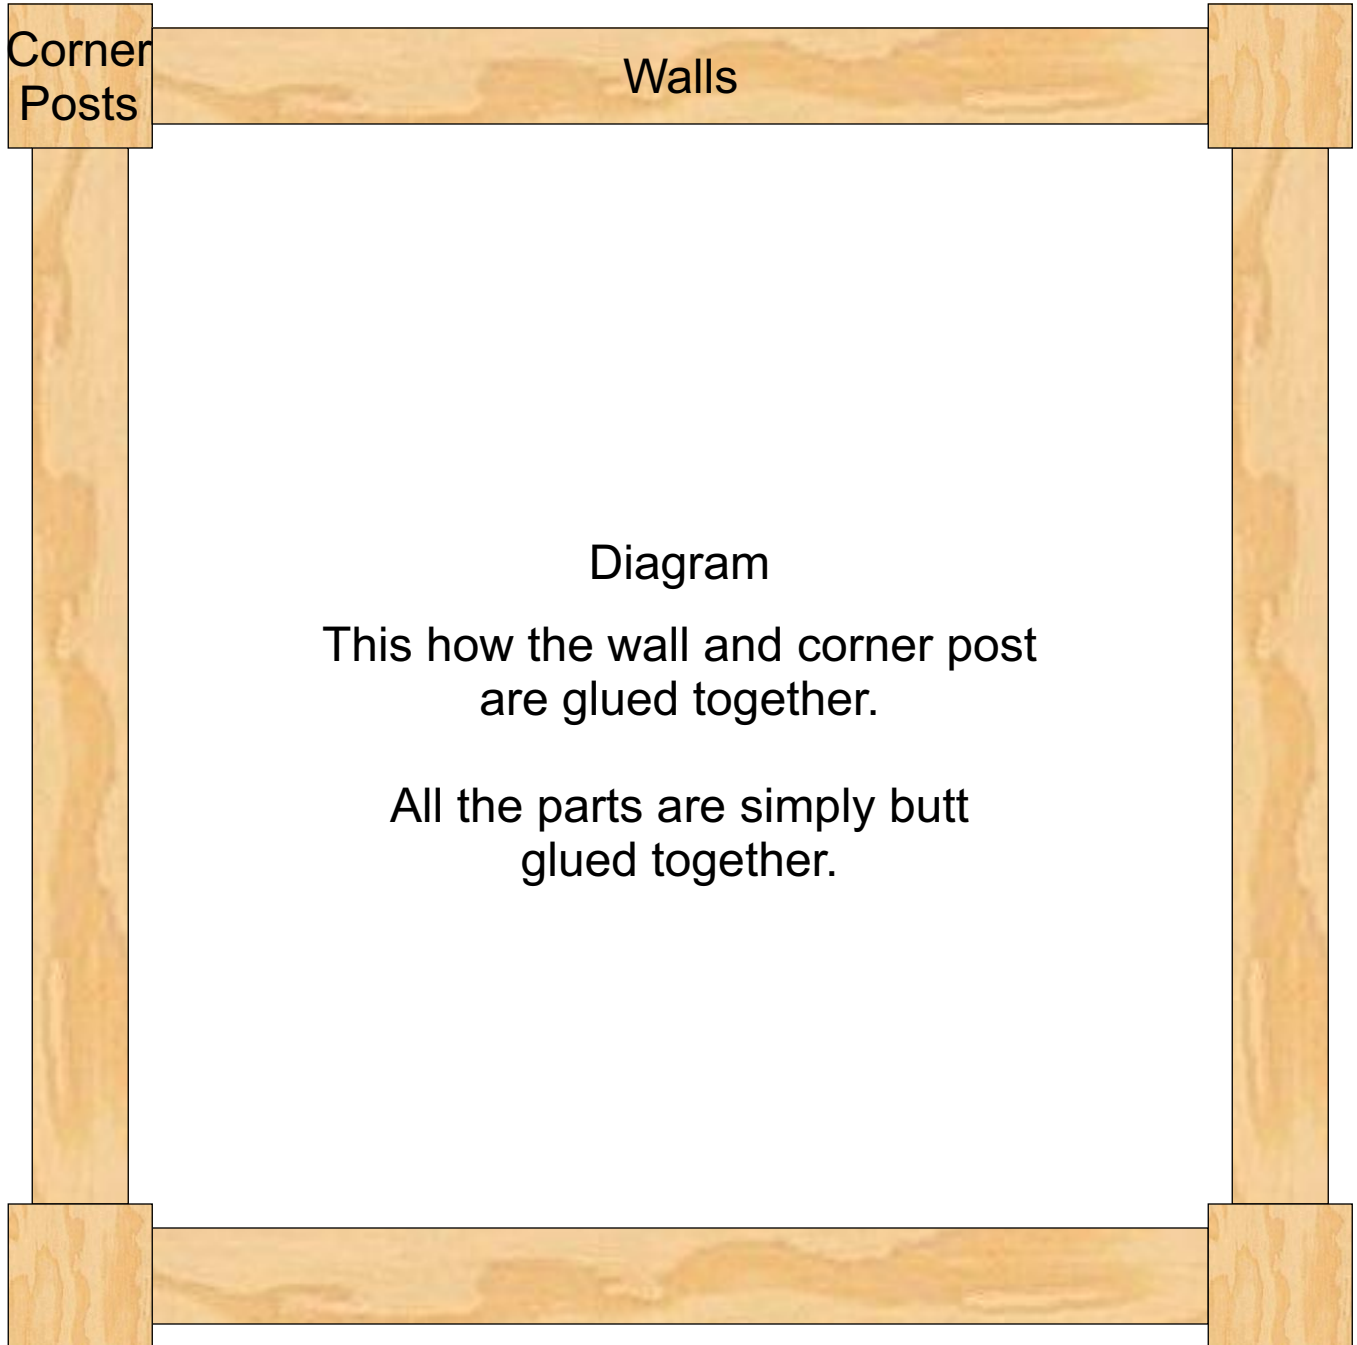 Corner
Posts
Walls
Diagram
This how the wall and corner post
are glued together.
All the parts are simply butt
glued together.